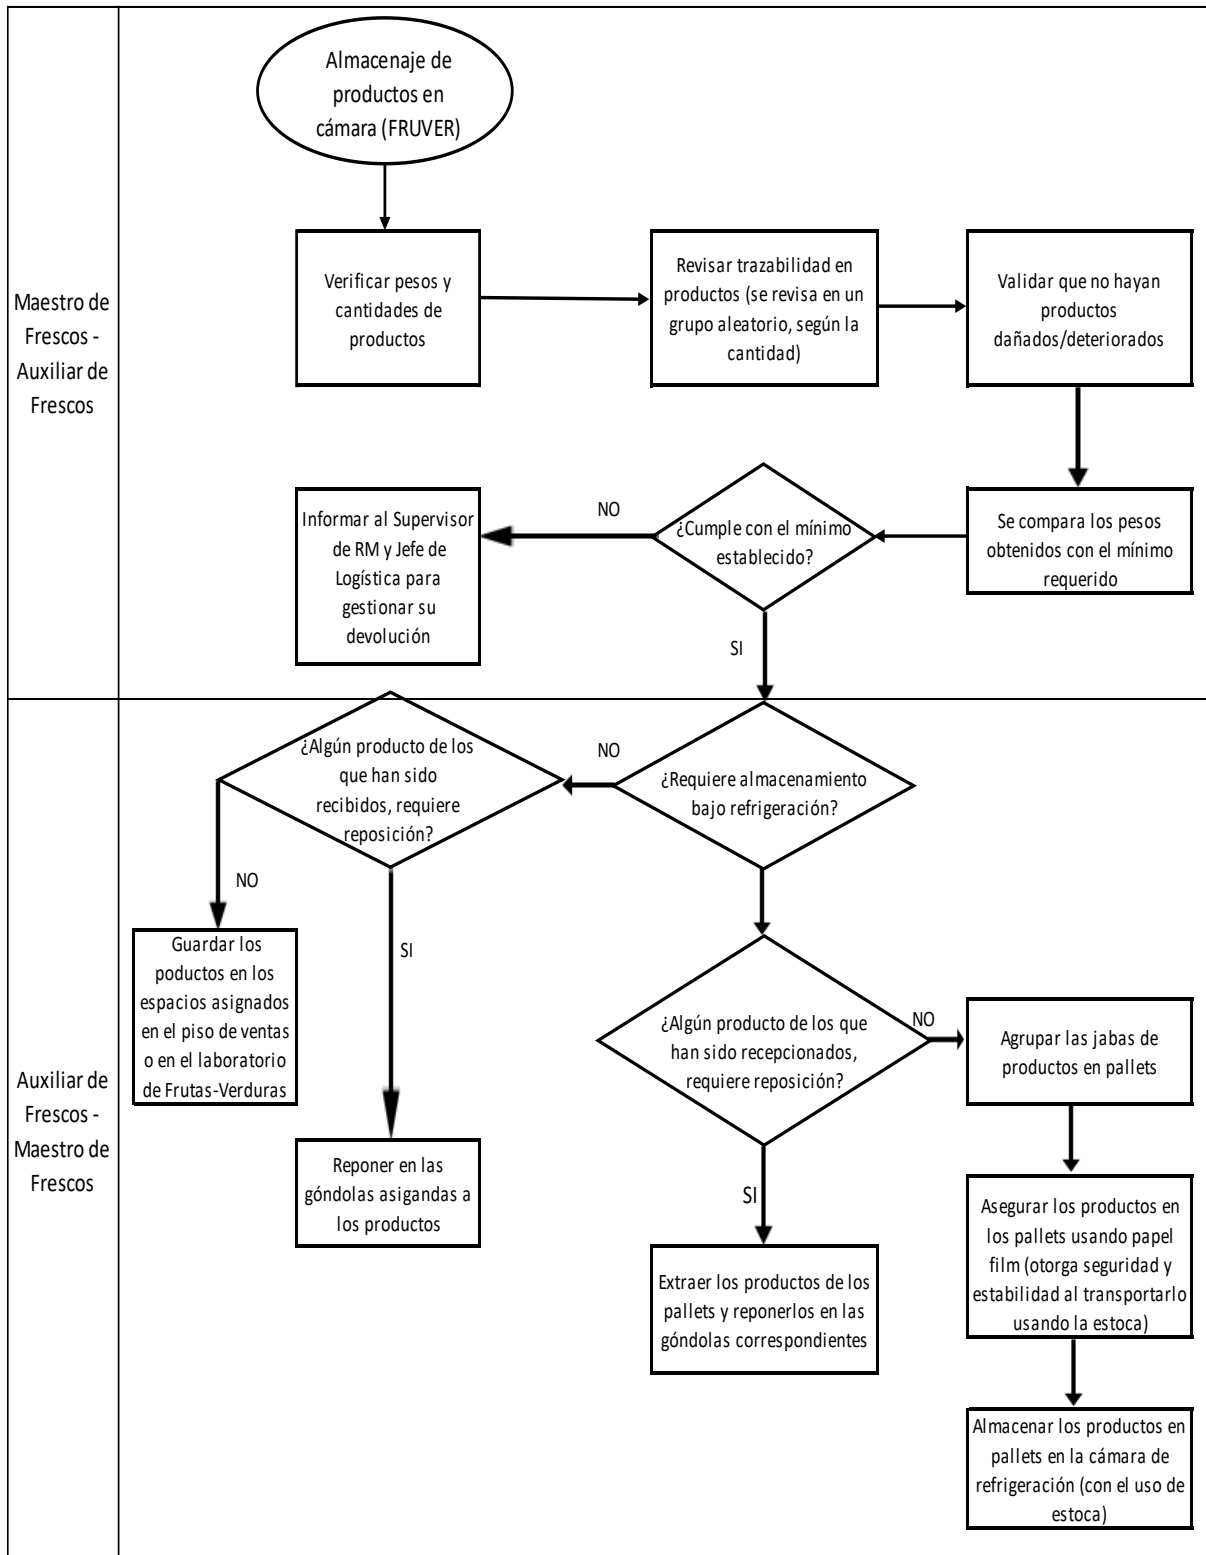 Almacenaje de
productos en
cámara (FRUVER)
Maestro de
Frescos -
Auxiliar de
Frescos
Verificar pesos y
cantidades de
productos
Revisar trazabilidad en
productos (se revisa en un
grupo aleatorio, según la
cantidad)
Validar que no hayan
productos
dañados/deteriorados
Informar al Supervisor
de RM y Jefe de
Logística para
gestionar su
devolución
NO
¿Cumple con el mínimo
establecido?
Se compara los pesos
obtenidos con el mínimo
requerido
SI
Auxiliar de
Frescos -
Maestro de
Frescos
¿Algún producto de los
que han sido
recibidos, requiere
reposición?
NO
¿Requiere almacenamiento
bajo refrigeración?
NO
SI
Guardar los
poductos en los
espacios asignados
en el piso de ventas
o en el laboratorio
de Frutas-Verduras
Reponer en las
góndolas asigandas a
los productos
¿Algún producto de los que
han sido recepcionados,
requiere reposición?
NO
SI
Agrupar las jabas de
productos en pallets
Extraer los productos de los
pallets y reponerlos en las
góndolas correspondientes
Asegurar los productos en
los pallets usando papel
film (otorga seguridad y
estabilidad al transportarlo
usando la estoca)
Almacenar los productos en
pallets en la cámara de
refrigeración (con el uso de
estoca)